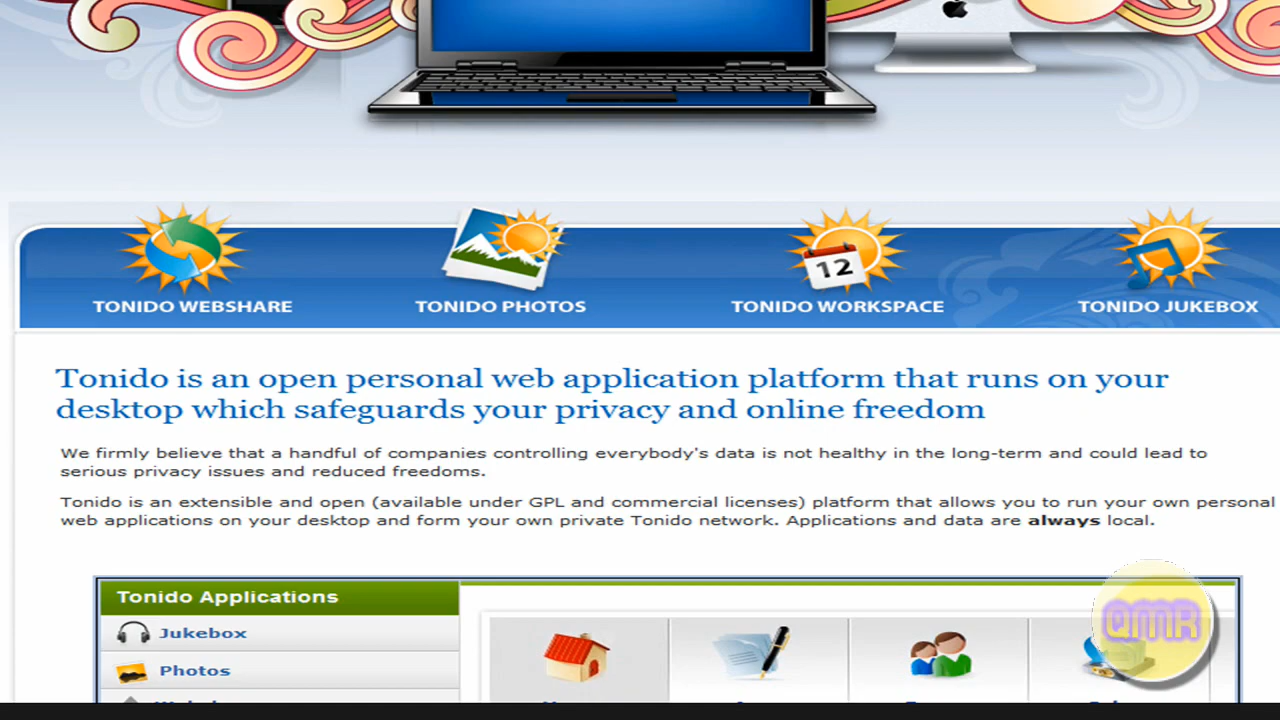 TONIDO WEBSHARE TONIDO PHOTOS TONIDO WORKSPACE TONIDO JUKEBOX
Tonido is an open personal web application platform that runs on your
desktop which safeguards your privacy and online freedom
We firmly believe that a handful of companies controlling everybody's data is not healthy in the long-term and could lead to
serious privacy issues and reduced freedoms.
Tonido is an extensible and open (available under GPL and commercial licenses) platform that allows you to run your own personal
web applications on your desktop and form your own private Tonido network. Applications and data are always local.
12
Tonido Applications
Jukebox
Photos
QMR